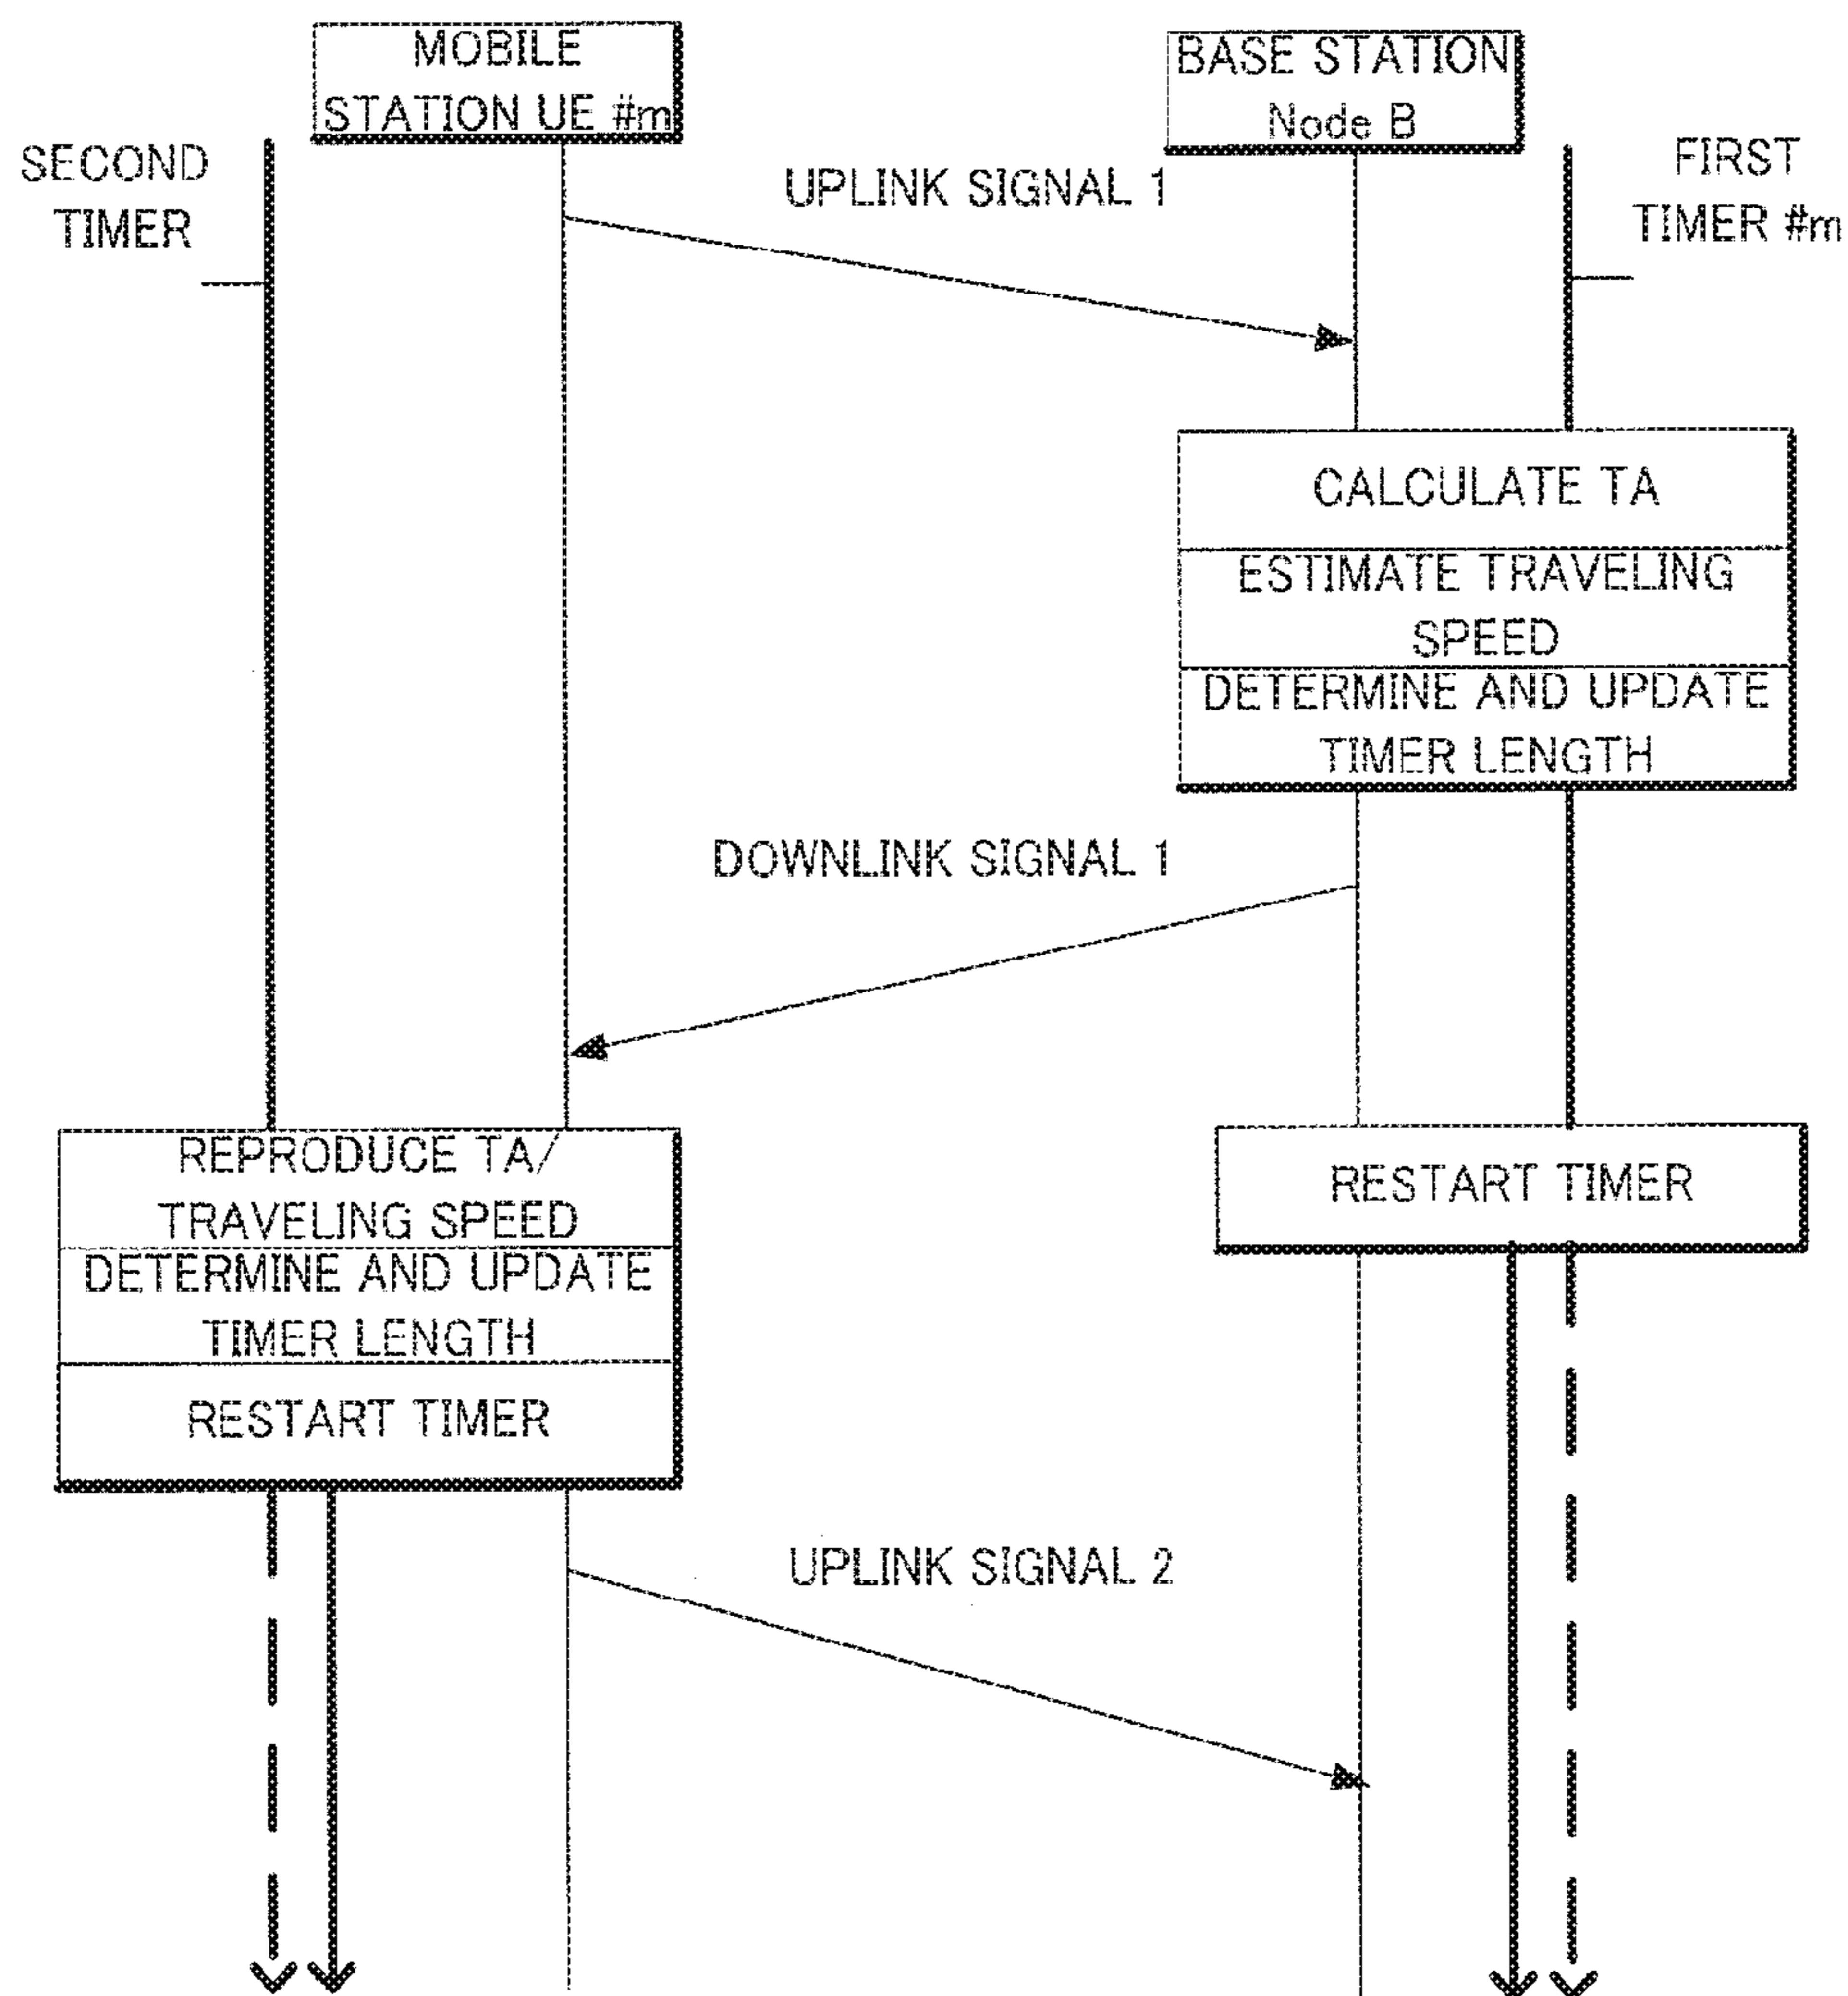 MOBILE
STATION UE #m
BASE STATION
Node B
SECOND
TIMER
FIRST
TIMER #m
UPLINK SIGNAL 1
CALCULATE TA
ESTIMATE TRAVELING
SPEED
DETERMINE AND UPDATE
TIMER LENGTH
DOWNLINK SIGNAL 1
REPRODUCE TA/
TRAVELING SPEED
DETERMINE AND UPDATE
TIMER LENGTH
RESTART TIMER
RESTART TIMER
UPLINK SIGNAL 2